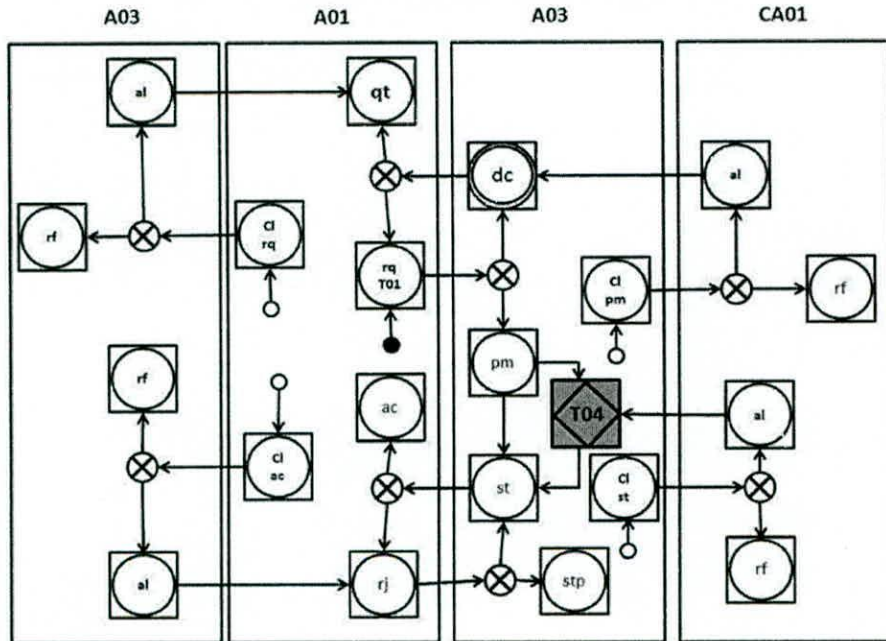 A03 A01 A03 CA01
al qt
dc al
rf Cl
rq rq
T01 Cl
pm rf
rf pm
ac T04 al
Cl
ac st Cl
st
al rj stp rf